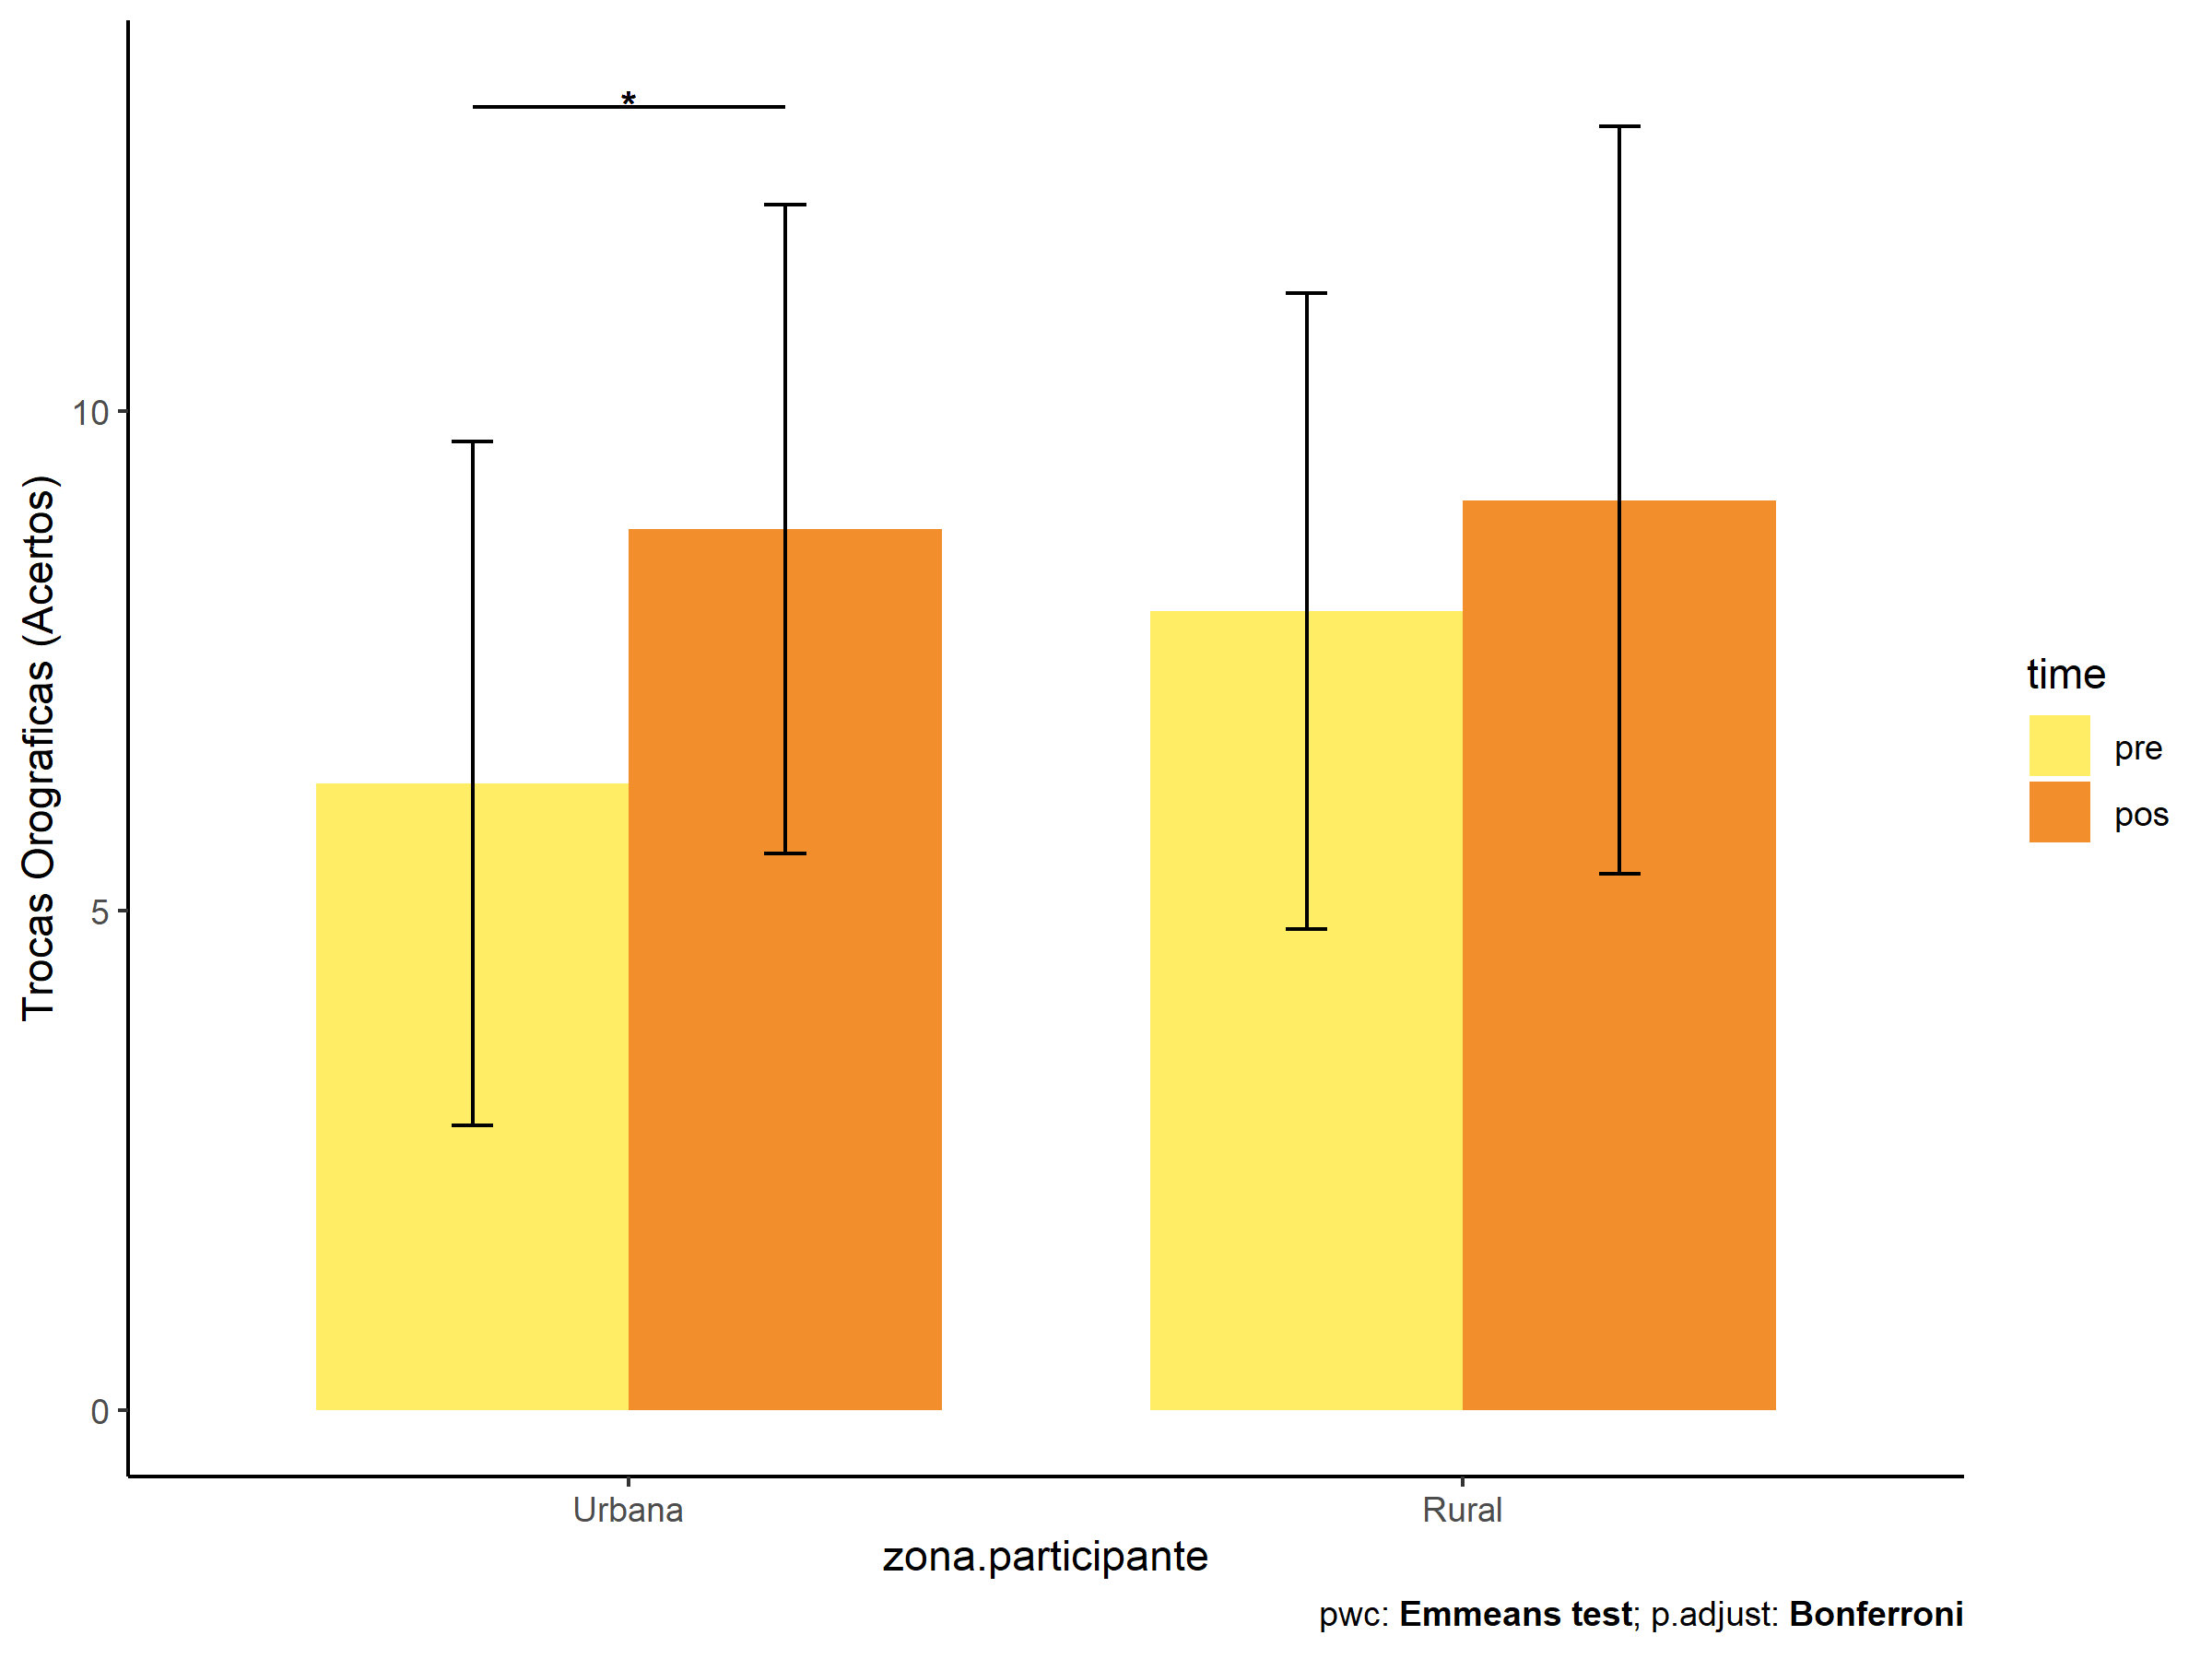 *
10
5
0
Trocas Orograficas (Acertos)
Urbana
Rural
zona.participante
time
pre
pos
pwc: Emmeans test; p.adjust: Bonferroni